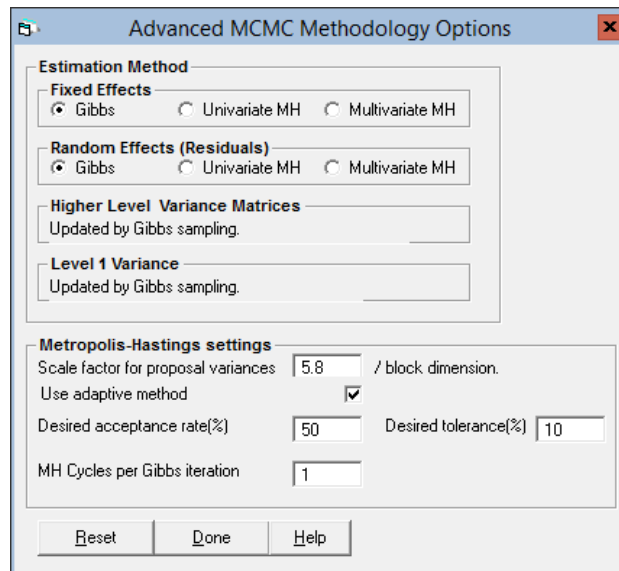 Advanced MCMC Methodology Options
Estimation Method
Fixed Effects
Gibbs Univariate MH Multivariate MH
Random Effects (Residuals)
Gibbs Univariate MH Multivariate MH
Higher Level Variance Matrices
Updated by Gibbs sampling.
Level 1 Variance
Updated by Gibbs sampling.
Metropolis-Hastings settings
Scale factor for proposal variances 5.8 / block dimension.
Use adaptive method
Desired acceptance rate(%) 50 Desired tolerance(%) 10
MH Cycles per Gibbs iteration 1
Reset Done Help